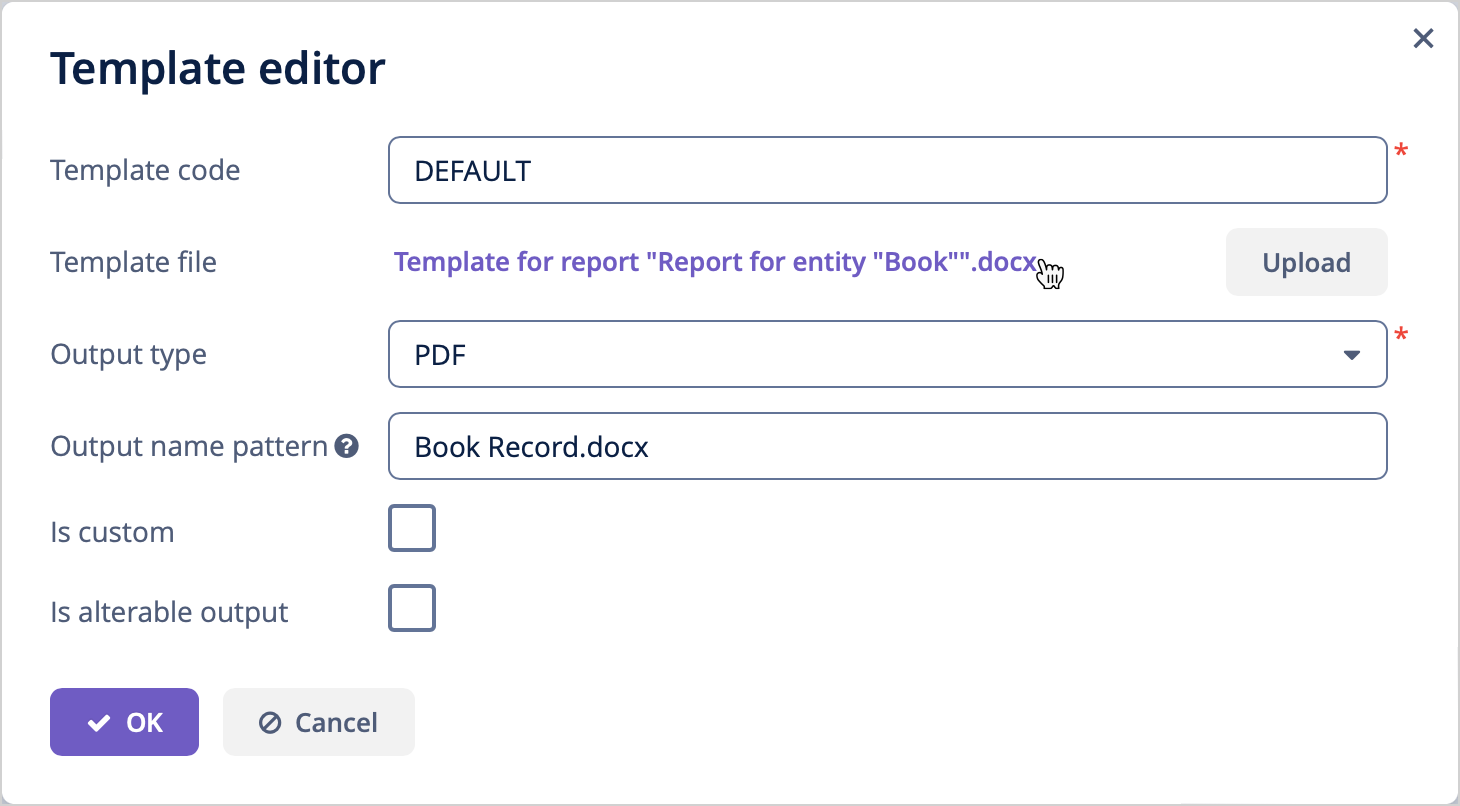 Template editor
Template code
DEFAULT
*
Template file
Template for report "Report for entity "Book"".docx
Upload
Output type
PDF
*
Output name pattern ?
Book Record.docx
Is custom
Is alterable output
OK
Cancel